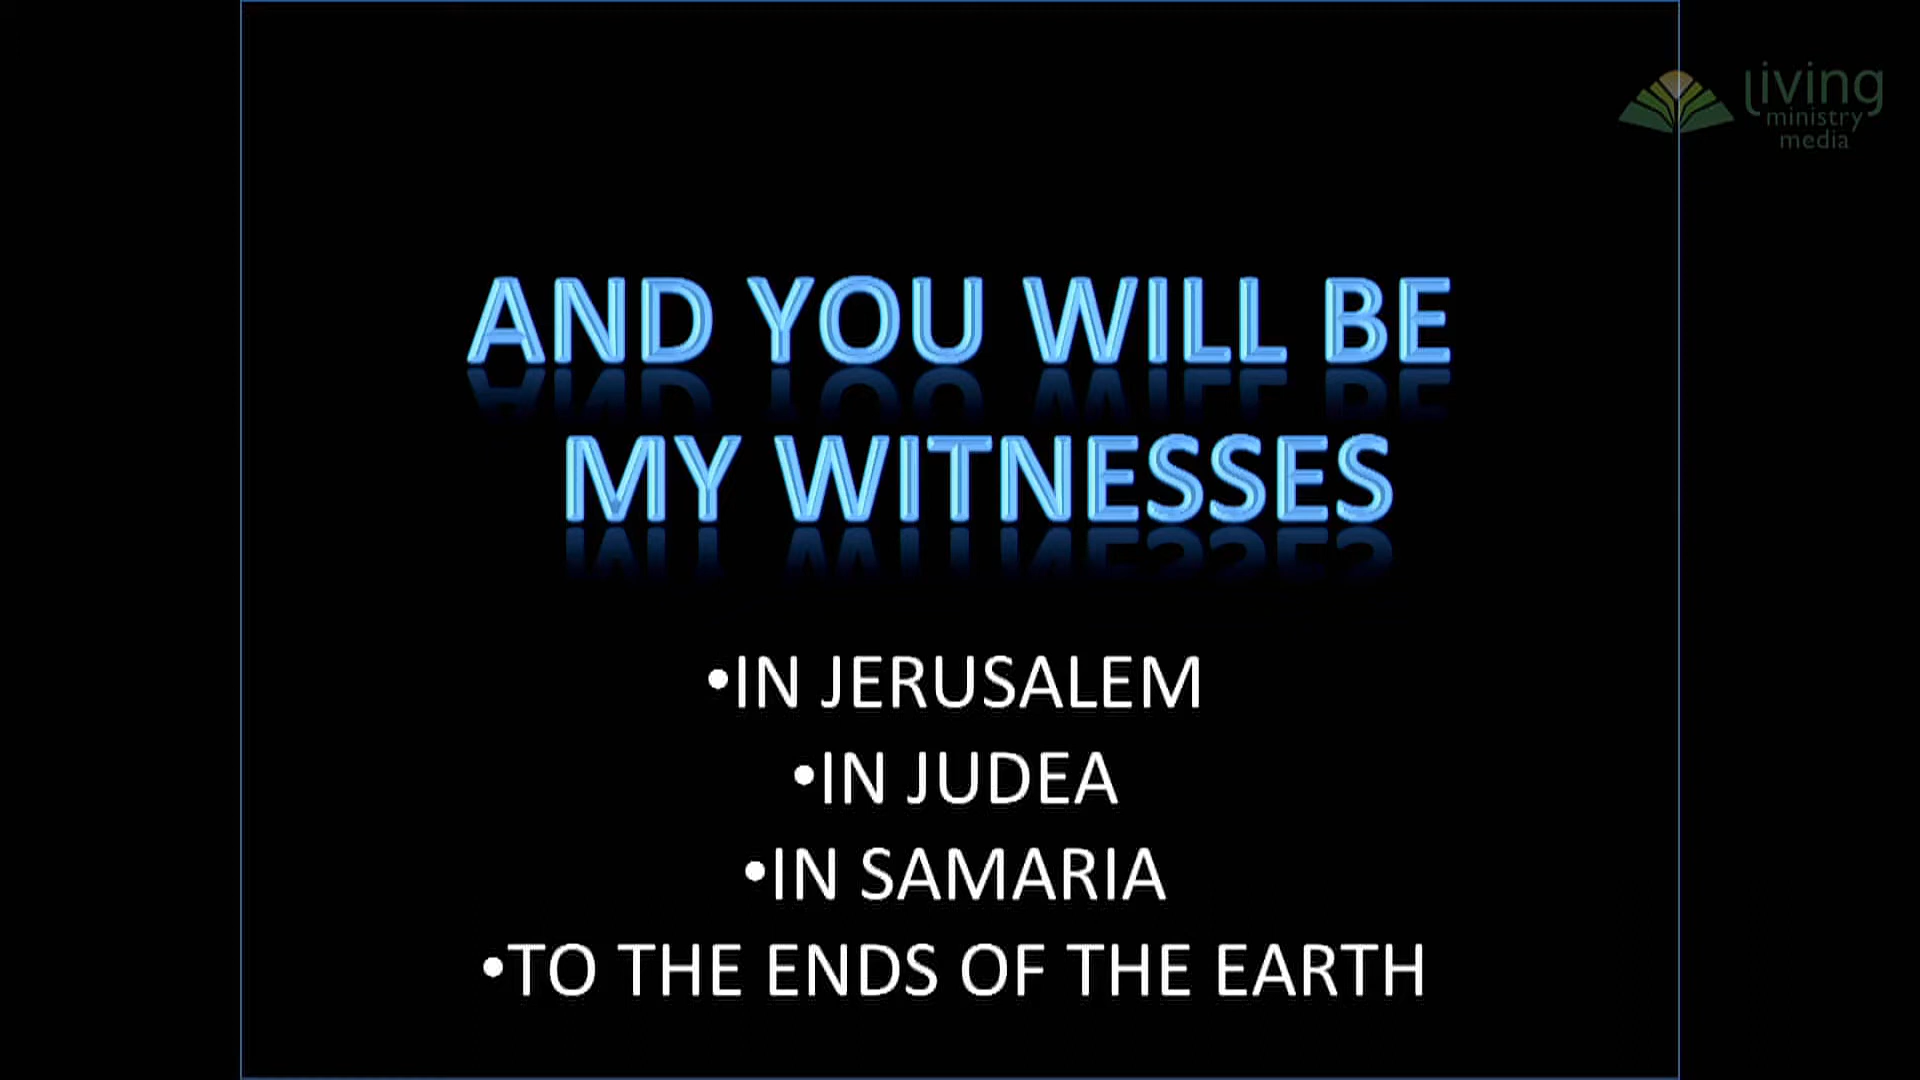 living
ministry
media
AND YOU WILL BE
MY WITNESSES
•IN JERUSALEM
•IN JUDEA
•IN SAMARIA
•TO THE ENDS OF THE EARTH